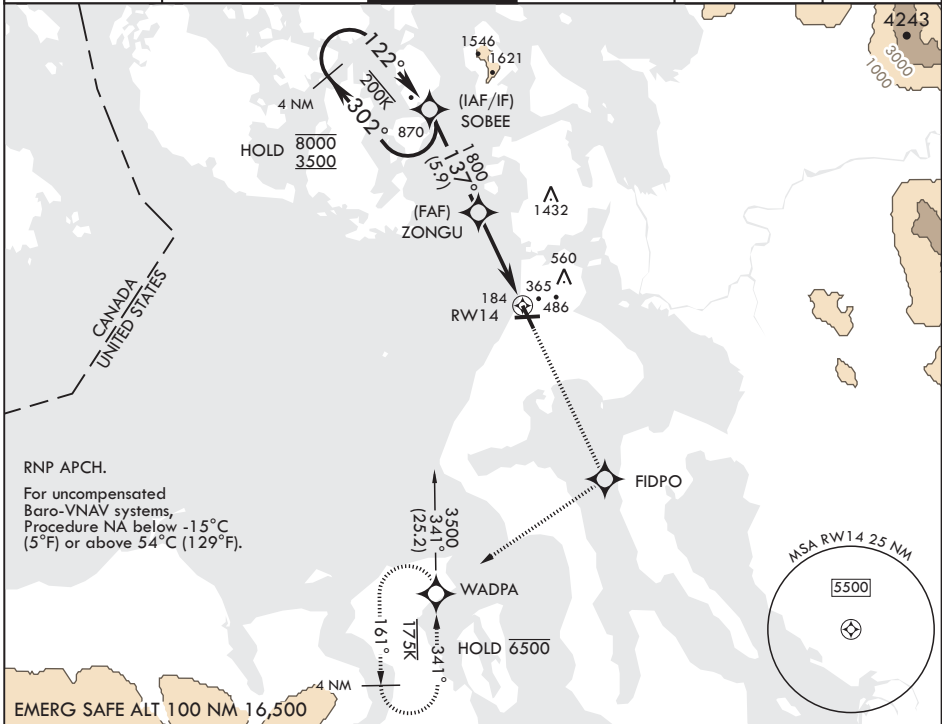 4243
3000
1000
1546
1621
122°
200K
302°
4 NM
(IAF/IF)
SOBEE
870
HOLD 8000
3500
1800
137°
(5.9)
(FAF)
ZONGU
1432
560
365
184
486
RW14
CANADA
UNITED STATES
RNP APCH.
For uncompensated
Baro-VNAV systems,
Procedure NA below -15°C
(5°F) or above 54°C (129°F).
FIDPO
3500
341°
(25.2)
WADPA
161°
175K
341°
HOLD 6500
4 NM
MSA RW14 25 NM
5500
EMERG SAFE ALT 100 NM 16,500